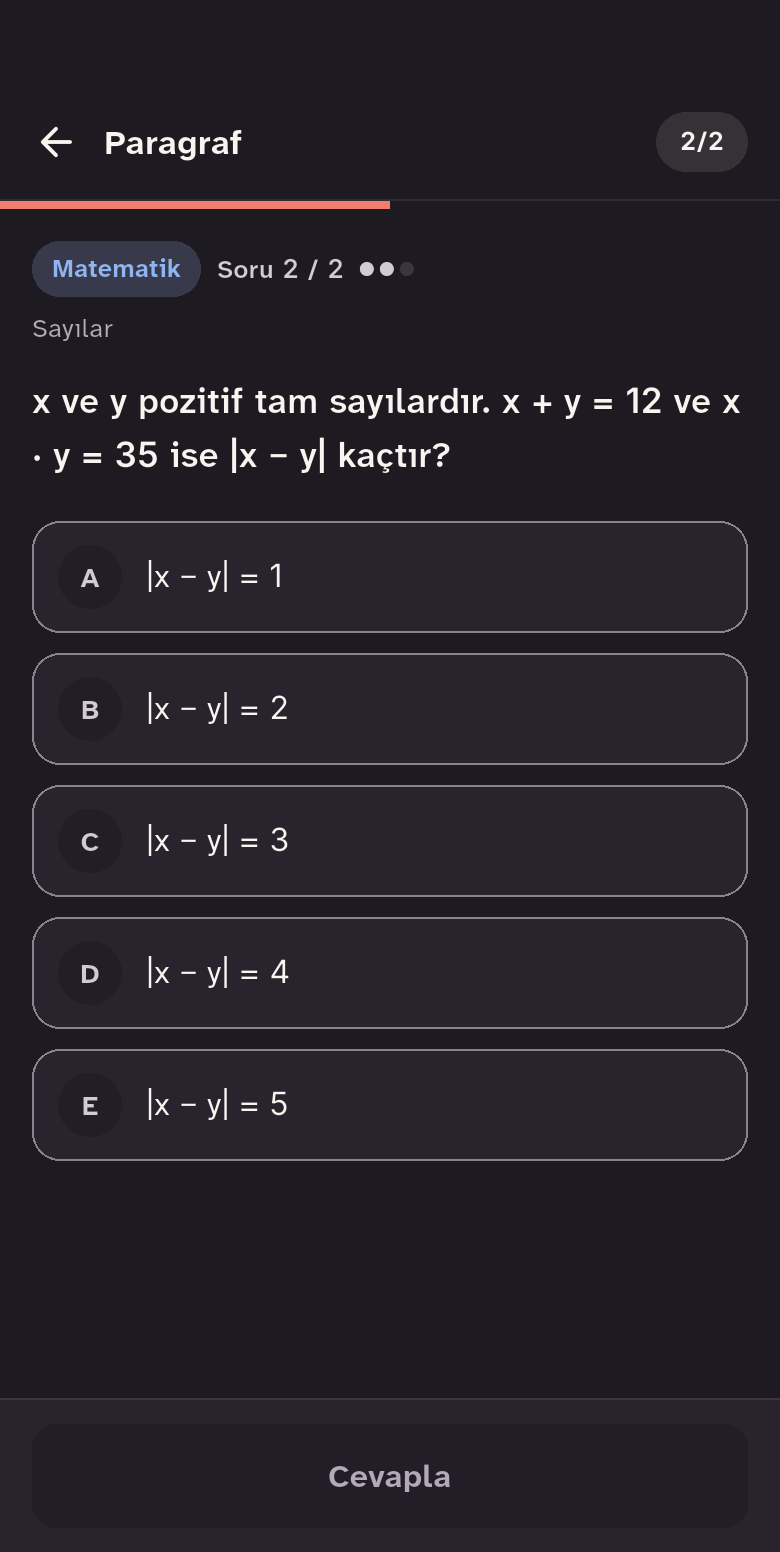 Paragraf
2/2
Matematik
Soru 2 / 2
Sayılar
x ve y pozitif tam sayılardır. x + y = 12 ve x
· y = 35 ise |x − y| kaçtır?
A
|x − y| = 1
B
|x − y| = 2
C
|x − y| = 3
D
|x − y| = 4
E
|x − y| = 5
Cevapla